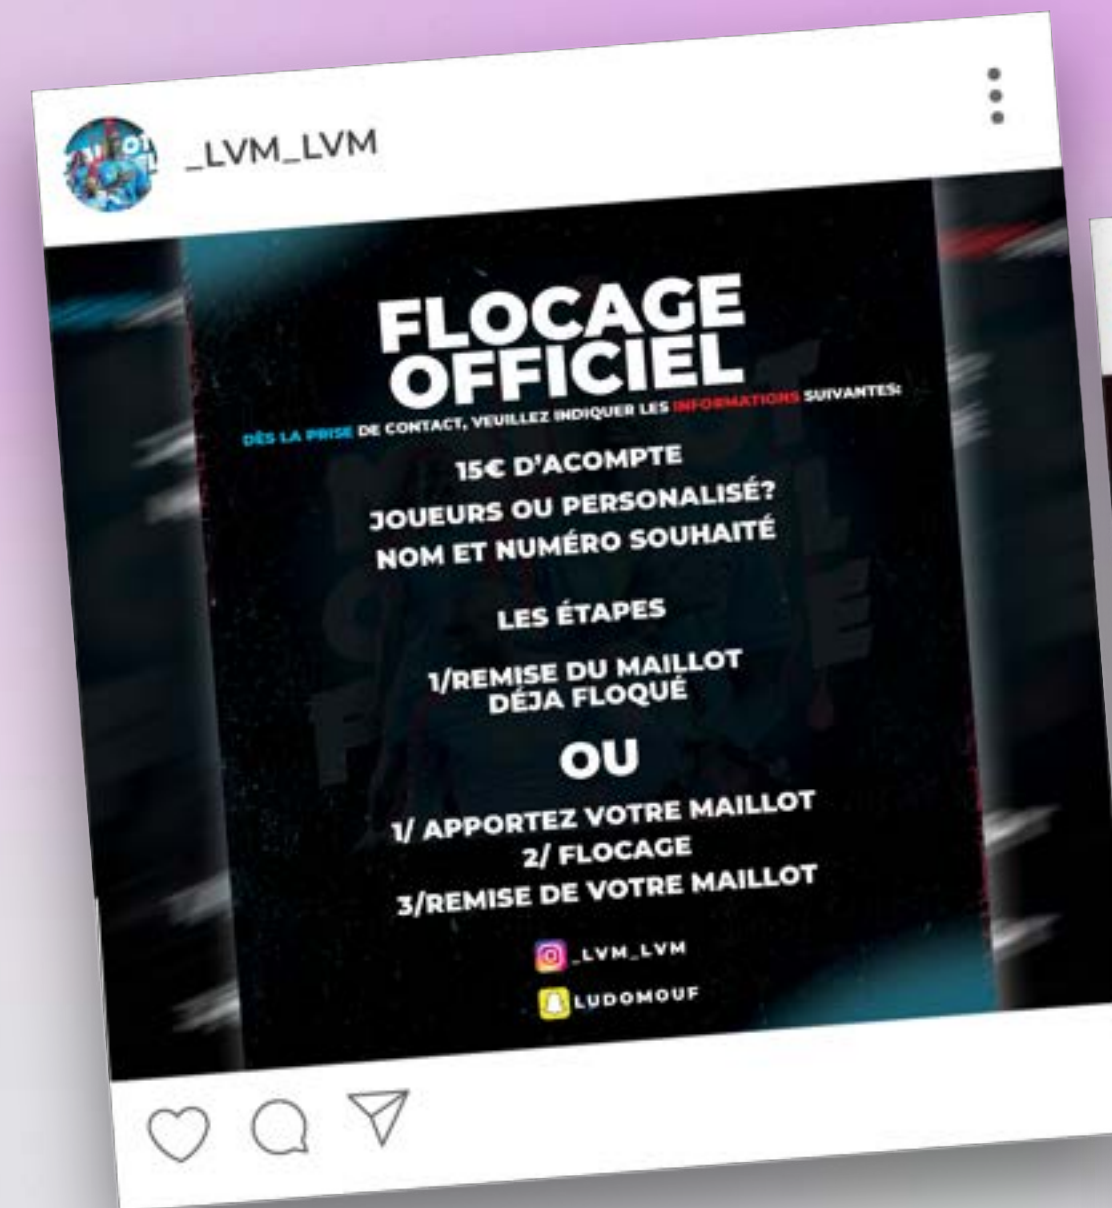 _LVM_LVM
FLOCAGE
OFFICIEL
DÈS LA PRISE DE CONTACT, VEUILLEZ INDIQUER LES INFORMATIONS SUIVANTES:
15€ D'ACOMPTE
JOUEURS OU PERSONALISÉ?
NOM ET NUMÉRO SOUHAITÉ
LES ÉTAPES
1/REMISE DU MAILLOT
DÉJA FLOQUÉ
OU
1/ APPORTEZ VOTRE MAILLOT
2/ FLOCAGE
3/REMISE DE VOTRE MAILLOT
_LVM_LVM
LUDOMOUF